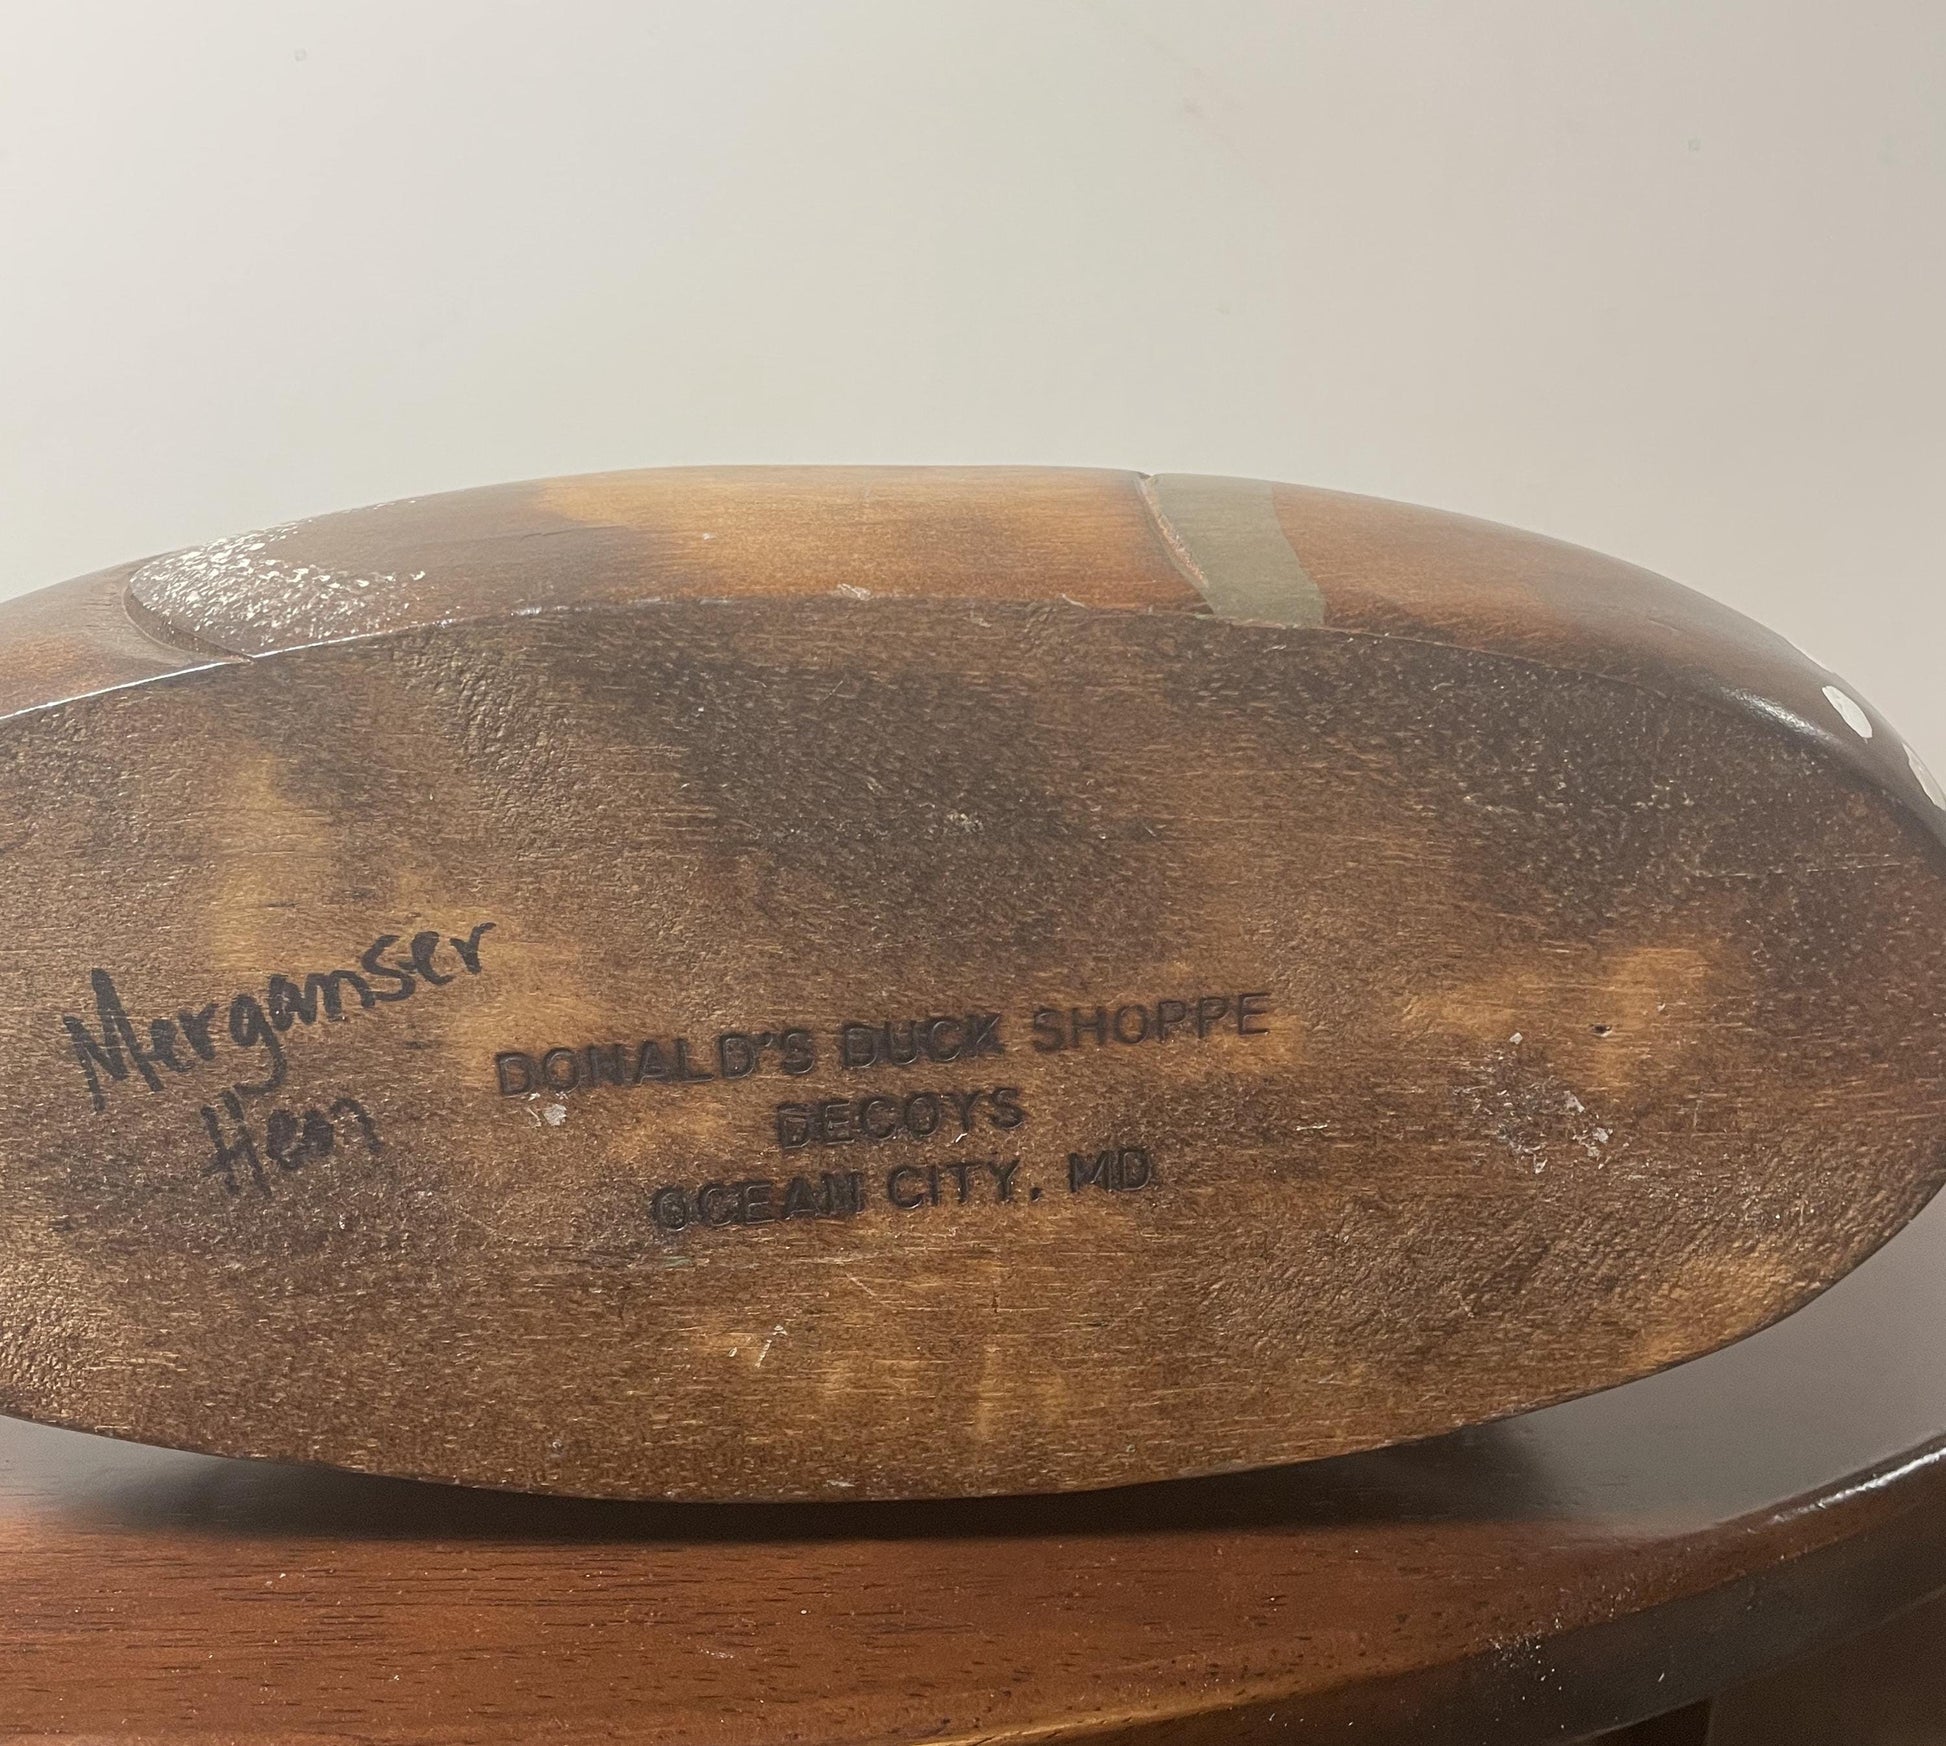 Merganser
Hen
DONALD'S DUCK SHOPPE
DECOYS
OCEAN CITY, MD